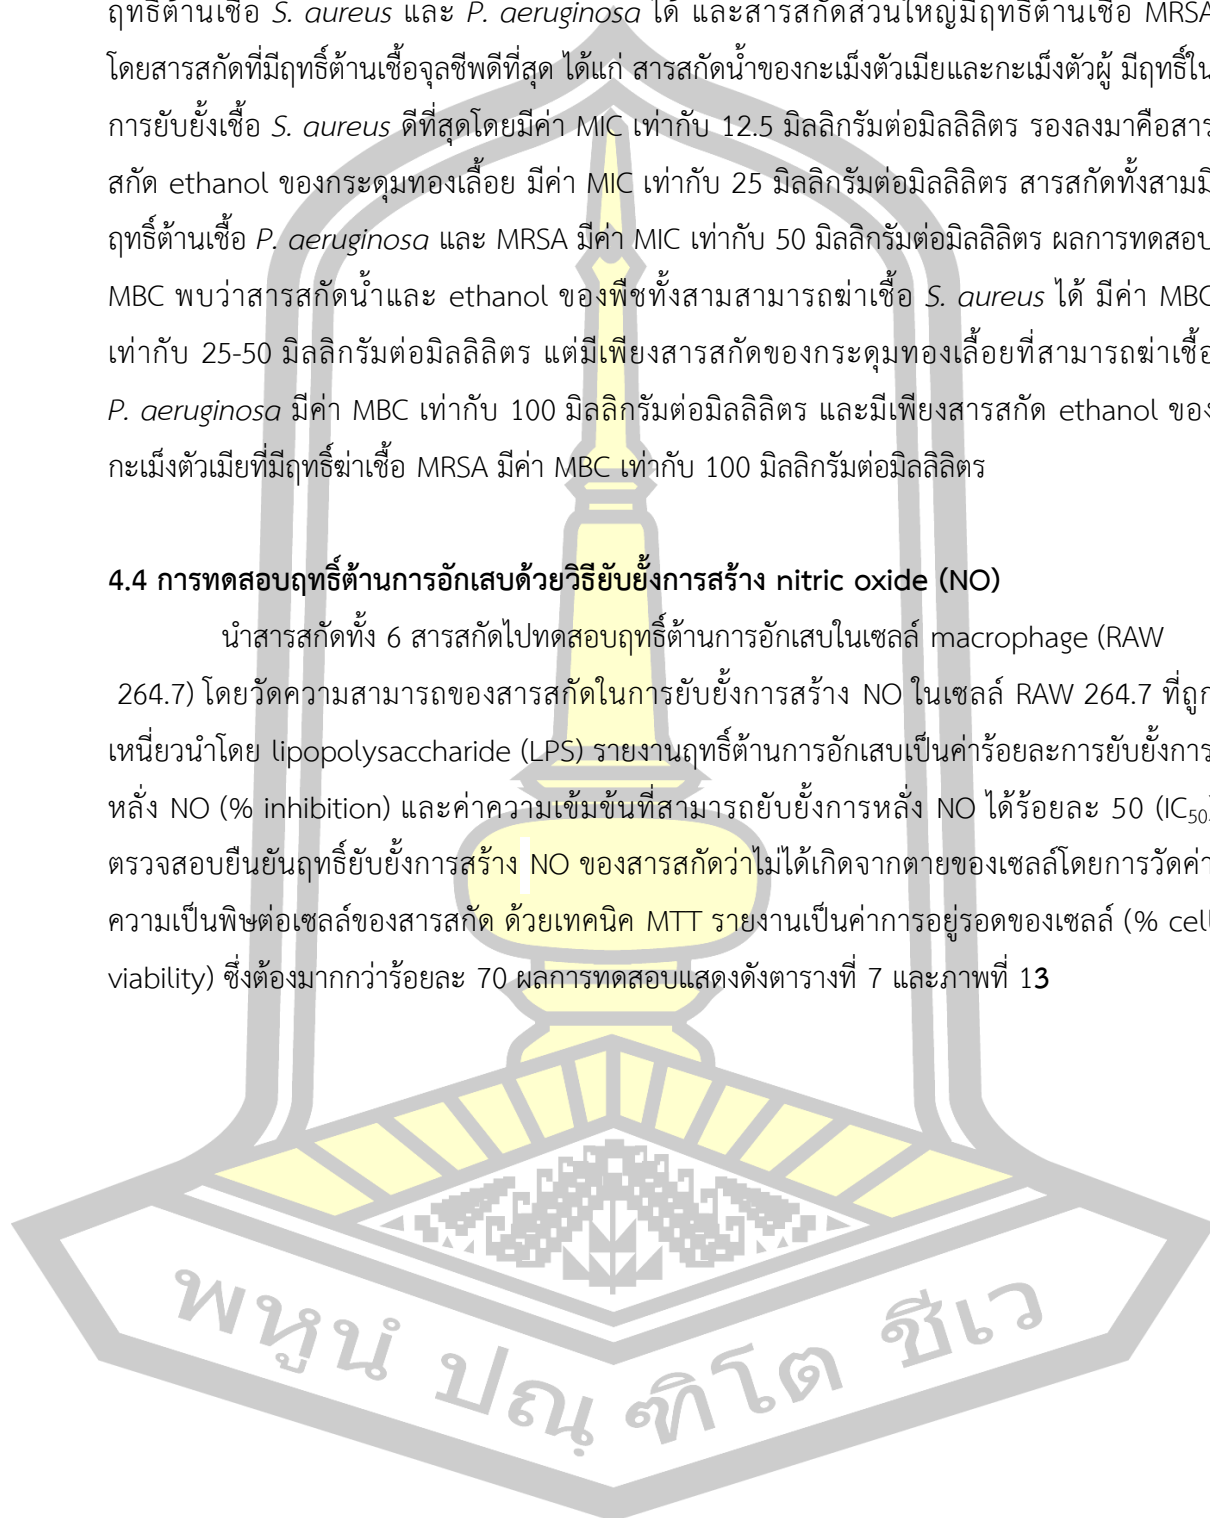 ฤทธิ์ต้านเชื้อ S. aureus และ P. aeruginosa ได้ และสารสกัดส่วนใหญ่มีฤทธิ์ต้านเชื้อ MRSA
โดยสารสกัดที่มีฤทธิ์ต้านเชื้อจุลชีพดีที่สุด ได้แก่ สารสกัดน้ำของกะเม็งตัวเมียและกะเม็งตัวผู้ มีฤทธิ์ใน
การยับยั้งเชื้อ S. aureus ดีที่สุดโดยมีค่า MIC เท่ากับ 12.5 มิลลิกรัมต่อมิลลิลิตร รองลงมาคือสาร
สกัด ethanol ของกระดุมทองเลื้อย มีค่า MIC เท่ากับ 25 มิลลิกรัมต่อมิลลิลิตร สารสกัดทั้งสามมี
ฤทธิ์ต้านเชื้อ P. aeruginosa และ MRSA มีค่า MIC เท่ากับ 50 มิลลิกรัมต่อมิลลิลิตร ผลการทดสอบ
MBC พบว่าสารสกัดน้ำและ ethanol ของพืชทั้งสามสามารถฆ่าเชื้อ S. aureus ได้ มีค่า MBC
เท่ากับ 25-50 มิลลิกรัมต่อมิลลิลิตร แต่มีเพียงสารสกัดของกระดุมทองเลื้อยที่สามารถฆ่าเชื้อ
P. aeruginosa มีค่า MBC เท่ากับ 100 มิลลิกรัมต่อมิลลิลิตร และมีเพียงสารสกัด ethanol ของ
กะเม็งตัวเมียที่มีฤทธิ์ฆ่าเชื้อ MRSA มีค่า MBC เท่ากับ 100 มิลลิกรัมต่อมิลลิลิตร
4.4 การทดสอบฤทธิ์ต้านการอักเสบด้วยวิธียับยั้งการสร้าง nitric oxide (NO)
นำสารสกัดทั้ง 6 สารสกัดไปทดสอบฤทธิ์ต้านการอักเสบในเซลล์ macrophage (RAW
264.7) โดยวัดความสามารถของสารสกัดในการยับยั้งการสร้าง NO ในเซลล์ RAW 264.7 ที่ถูก
เหนี่ยวนำโดย lipopolysaccharide (LPS) รายงานฤทธิ์ต้านการอักเสบเป็นค่าร้อยละการยับยั้งการ
หลั่ง NO (% inhibition) และค่าความเข้มข้นที่สามารถยับยั้งการหลั่ง NO ได้ร้อยละ 50 (IC50)
ตรวจสอบยืนยันฤทธิ์ยับยั้งการสร้าง NO ของสารสกัดว่าไม่ได้เกิดจากตายของเซลล์โดยการวัดค่า
ความเป็นพิษต่อเซลล์ของสารสกัด ด้วยเทคนิค MTT รายงานเป็นค่าการอยู่รอดของเซลล์ (% cell
viability) ซึ่งต้องมากกว่าร้อยละ 70 ผลการทดสอบแสดงดังตารางที่ 7 และภาพที่ 13
พหูนํ ปณฺฑิโต ชีเว